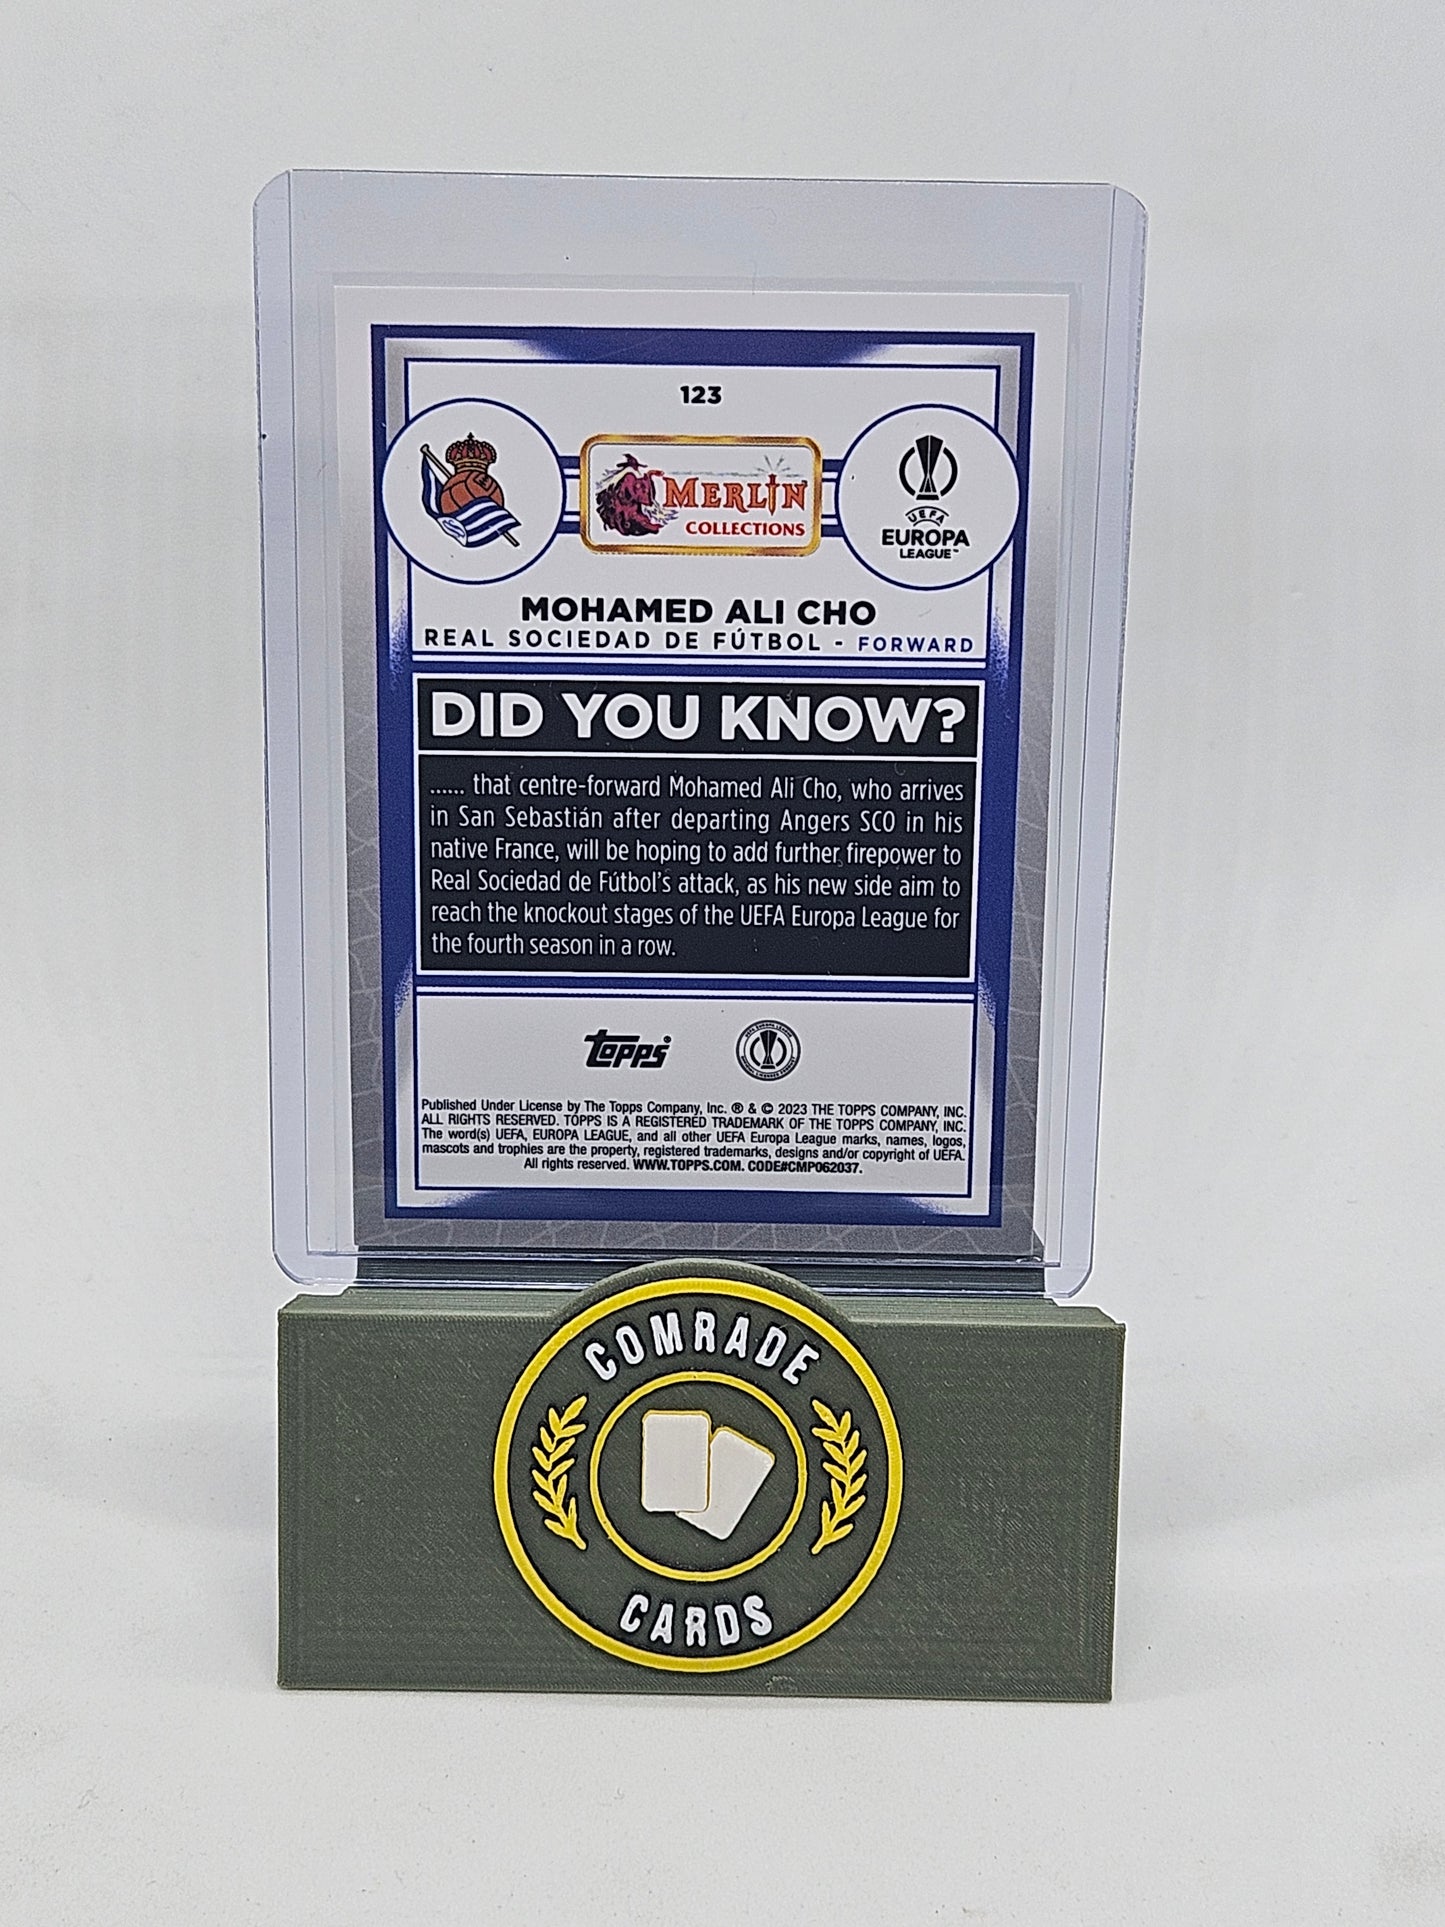 123
MERLIN
COLLECTIONS
UEFA
EUROPA
LEAGUE™
MOHAMED ALI CHO
REAL SOCIEDAD DE FÚTBOL - FORWARD
DID YOU KNOW?
...... that centre-forward Mohamed Ali Cho, who arrives
in San Sebastián after departing Angers SCO in his
native France, will be hoping to add further firepower to
Real Sociedad de Fútbol's attack, as his new side aim to
reach the knockout stages of the UEFA Europa League for
the fourth season in a row.
topps®
Published Under License by The Topps Company, Inc. ® & © 2023 THE TOPPS COMPANY, INC.
ALL RIGHTS RESERVED. TOPPS IS A REGISTERED TRADEMARK OF THE TOPPS COMPANY, INC.
The word(s) UEFA, EUROPA LEAGUE, and all other UEFA Europa League marks, names, logos,
mascots and trophies are the property, registered trademarks, designs and/or copyright of UEFA.
All rights reserved. WWW.TOPPS.COM. CODE#CMP062037.
COMRADE
CARDS